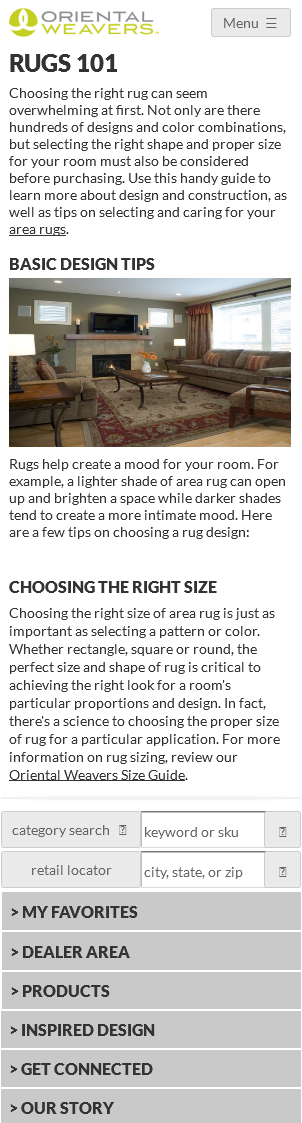 ORIENTAL
WEAVERS
Menu ☰
RUGS 101
Choosing the right rug can seem
overwhelming at first. Not only are there
hundreds of designs and color combinations,
but selecting the right shape and proper size
for your room must also be considered
before purchasing. Use this handy guide to
learn more about design and construction, as
well as tips on selecting and caring for your
area rugs.
BASIC DESIGN TIPS
Rugs help create a mood for your room. For
example, a lighter shade of area rug can open
up and brighten a space while darker shades
tend to create a more intimate mood. Here
are a few tips on choosing a rug design:
CHOOSING THE RIGHT SIZE
Choosing the right size of area rug is just as
important as selecting a pattern or color.
Whether rectangle, square or round, the
perfect size and shape of rug is critical to
achieving the right look for a room's
particular proportions and design. In fact,
there's a science to choosing the proper size
of rug for a particular application. For more
information on rug sizing, review our
Oriental Weavers Size Guide.
category search
keyword or sku
retail locator
city, state, or zip
> MY FAVORITES
> DEALER AREA
> PRODUCTS
> INSPIRED DESIGN
> GET CONNECTED
> OUR STORY